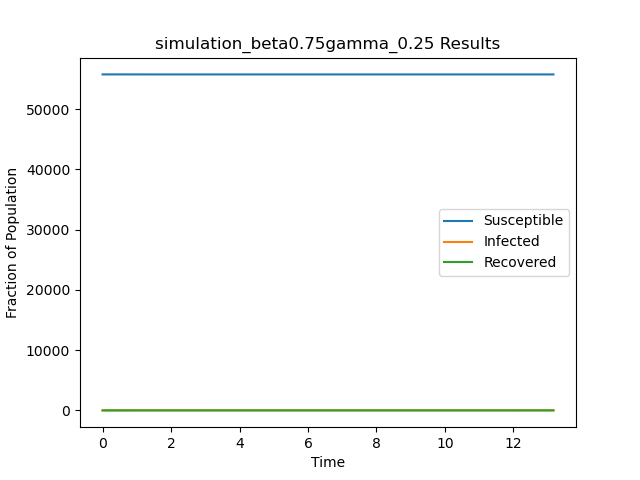 simulation_beta0.75gamma_0.25 Results
Fraction of Population
50000
40000
30000
20000
10000
0
Susceptible
Infected
Recovered
0 2 4 6 8 10 12
Time